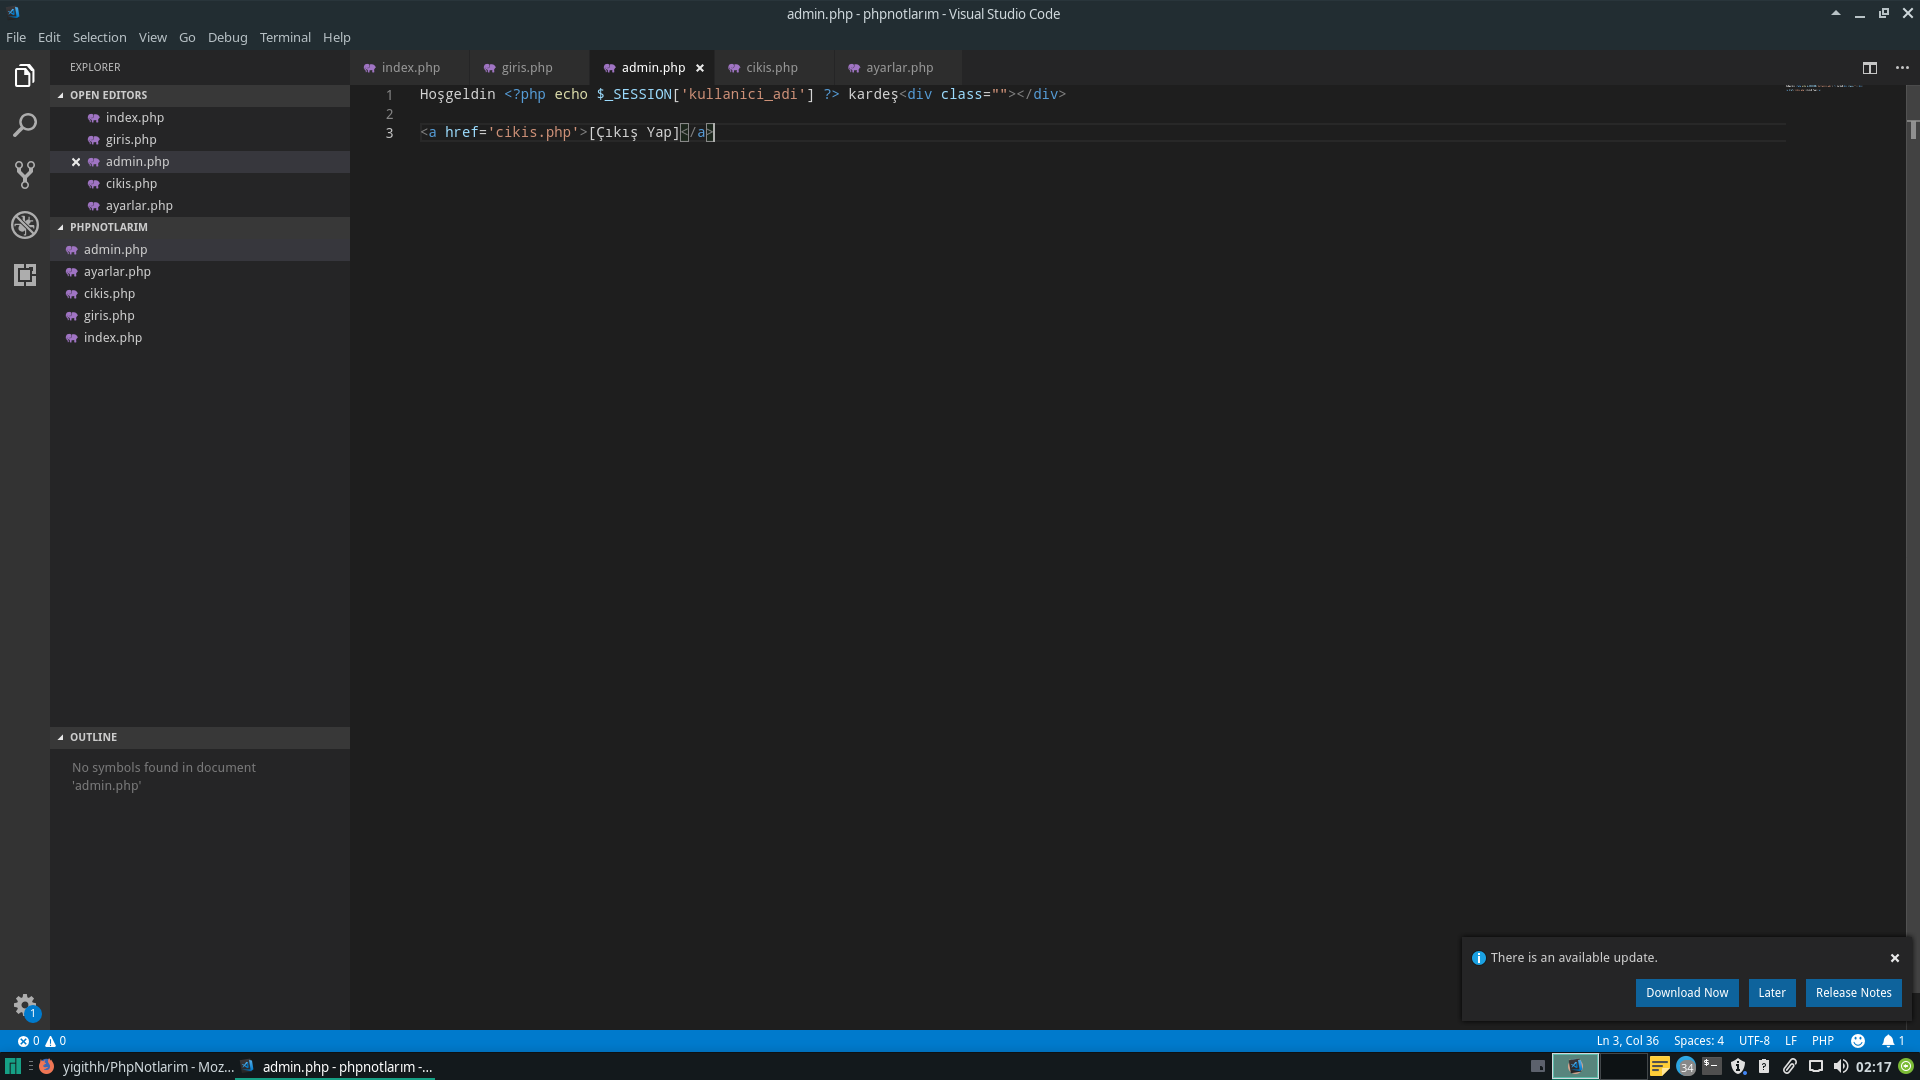 admin.php - phpnotlarım - Visual Studio Code
File Edit Selection View Go Debug Terminal Help
EXPLORER
index.php giris.php admin.php cikis.php ayarlar.php
OPEN EDITORS
index.php
giris.php
admin.php
cikis.php
ayarlar.php
PHPNOTLARIM
admin.php
ayarlar.php
cikis.php
giris.php
index.php
1 Hoşgeldin <?php echo $_SESSION['kullanici_adi'] ?> kardeş<div class=""></div>
2
3 <a href='cikis.php'>[Çıkış Yap]</a>
OUTLINE
No symbols found in document
'admin.php'
There is an available update.
Download Now Later Release Notes
1
0 0 Ln 3, Col 36 Spaces: 4 UTF-8 LF PHP 1
yigithh/PhpNotlarim - Moz... admin.php - phpnotlarım -... 34 02:17